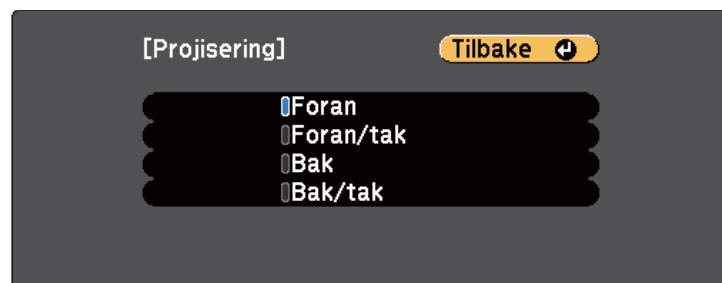 [Projisering] Tilbake
Foran
Foran/tak
Bak
Bak/tak